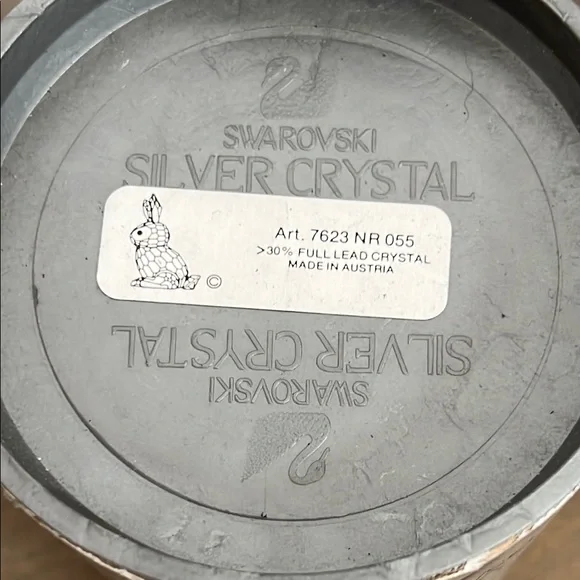 SWAROVSKI
SILVER CRYSTAL
Art. 7623 NR 055
>30% FULL LEAD CRYSTAL
MADE IN AUSTRIA
©
SILVER CRYSTAL
SWAROVSKI